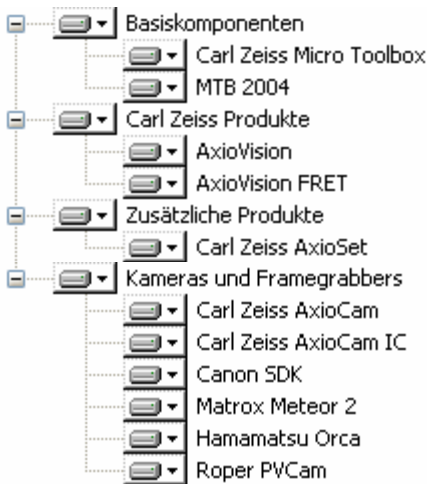 Basiskomponenten
Carl Zeiss Micro Toolbox
MTB 2004
Carl Zeiss Produkte
AxioVision
AxioVision FRET
Zusätzliche Produkte
Carl Zeiss AxioSet
Kameras und Framegrabbers
Carl Zeiss AxioCam
Carl Zeiss AxioCam IC
Canon SDK
Matrox Meteor 2
Hamamatsu Orca
Roper PVCam